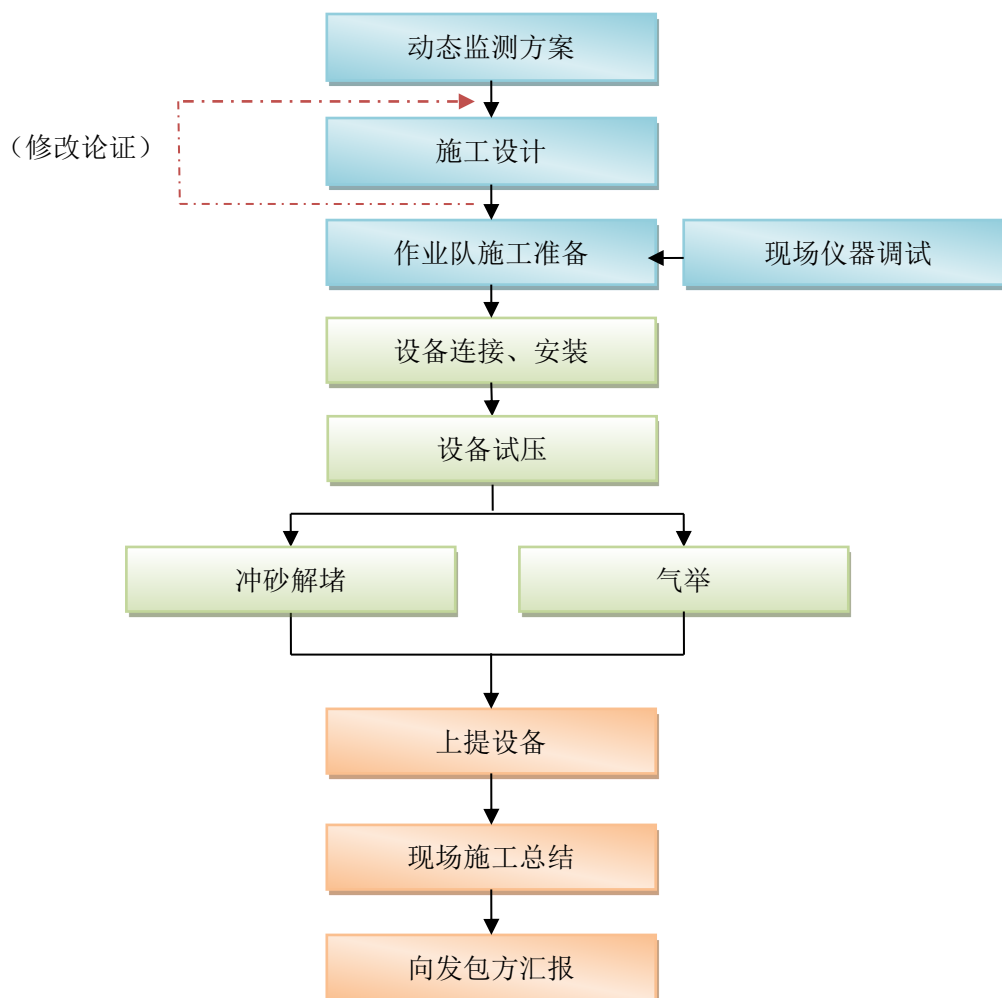 动态监测方案
（修改论证）
施工设计
作业队施工准备
现场仪器调试
设备连接、安装
设备试压
冲砂解堵
气举
上提设备
现场施工总结
向发包方汇报